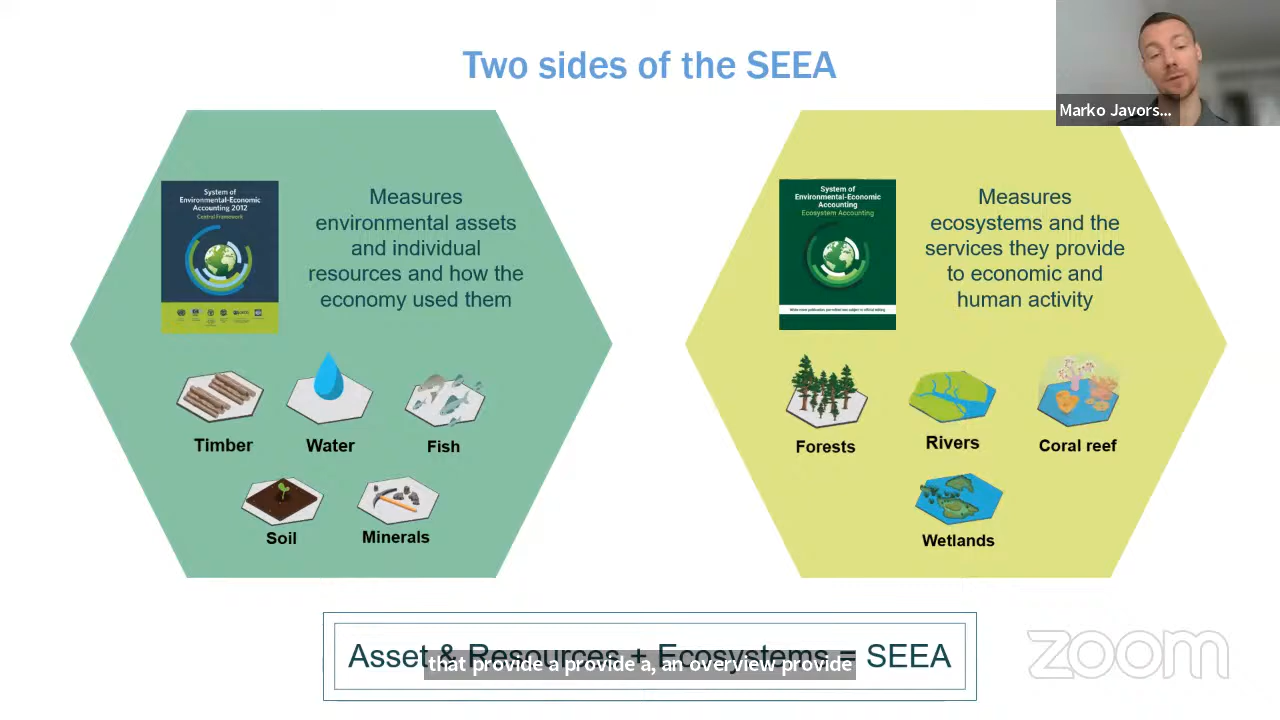 Two sides of the SEEA
Marko Javors...
System of
Environmental-Economic
Accounting 2012
Central Framework
Measures
environmental assets
and individual
resources and how the
economy used them
Timber
Water
Fish
Soil
Minerals
System of
Environmental-Economic
Accounting
Ecosystem Accounting
Measures
ecosystems and the
services they provide
to economic and
human activity
Forests
Rivers
Coral reef
Wetlands
Asset & Resources + Ecosystems = SEEA
that provide a provide a, an overview provide
zoom